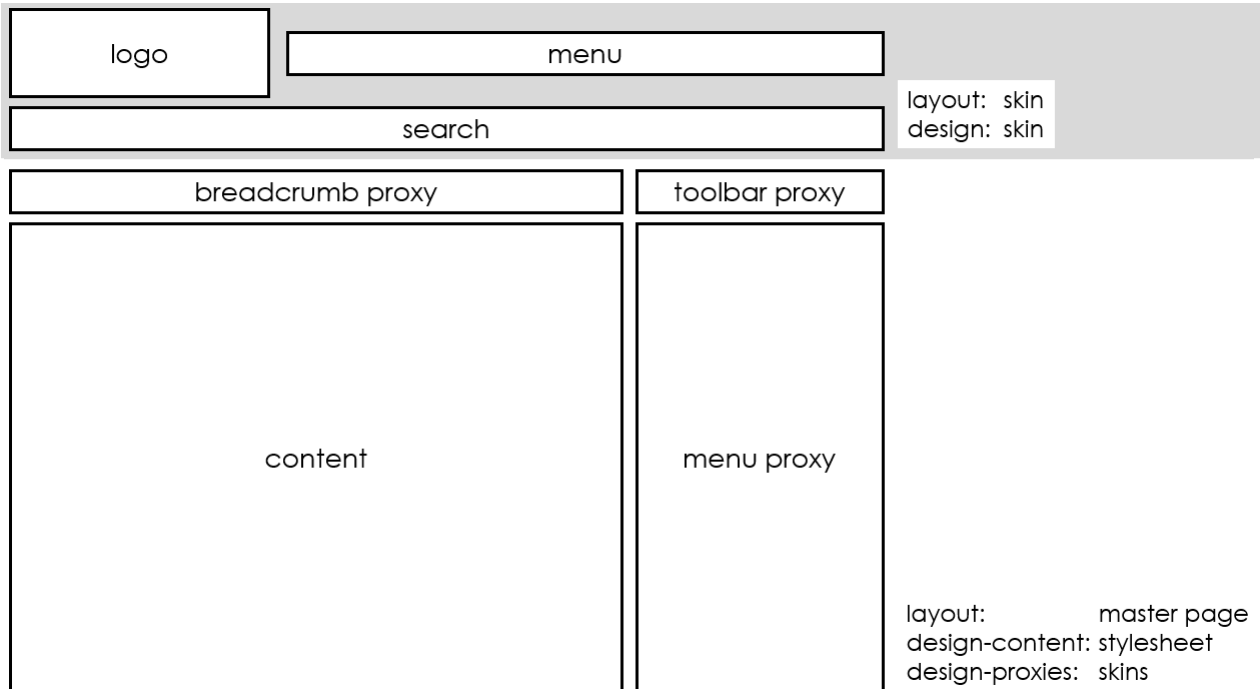 logo
menu
layout: skin
design: skin
search
breadcrumb proxy
toolbar proxy
content
menu proxy
layout: master page
design-content: stylesheet
design-proxies: skins